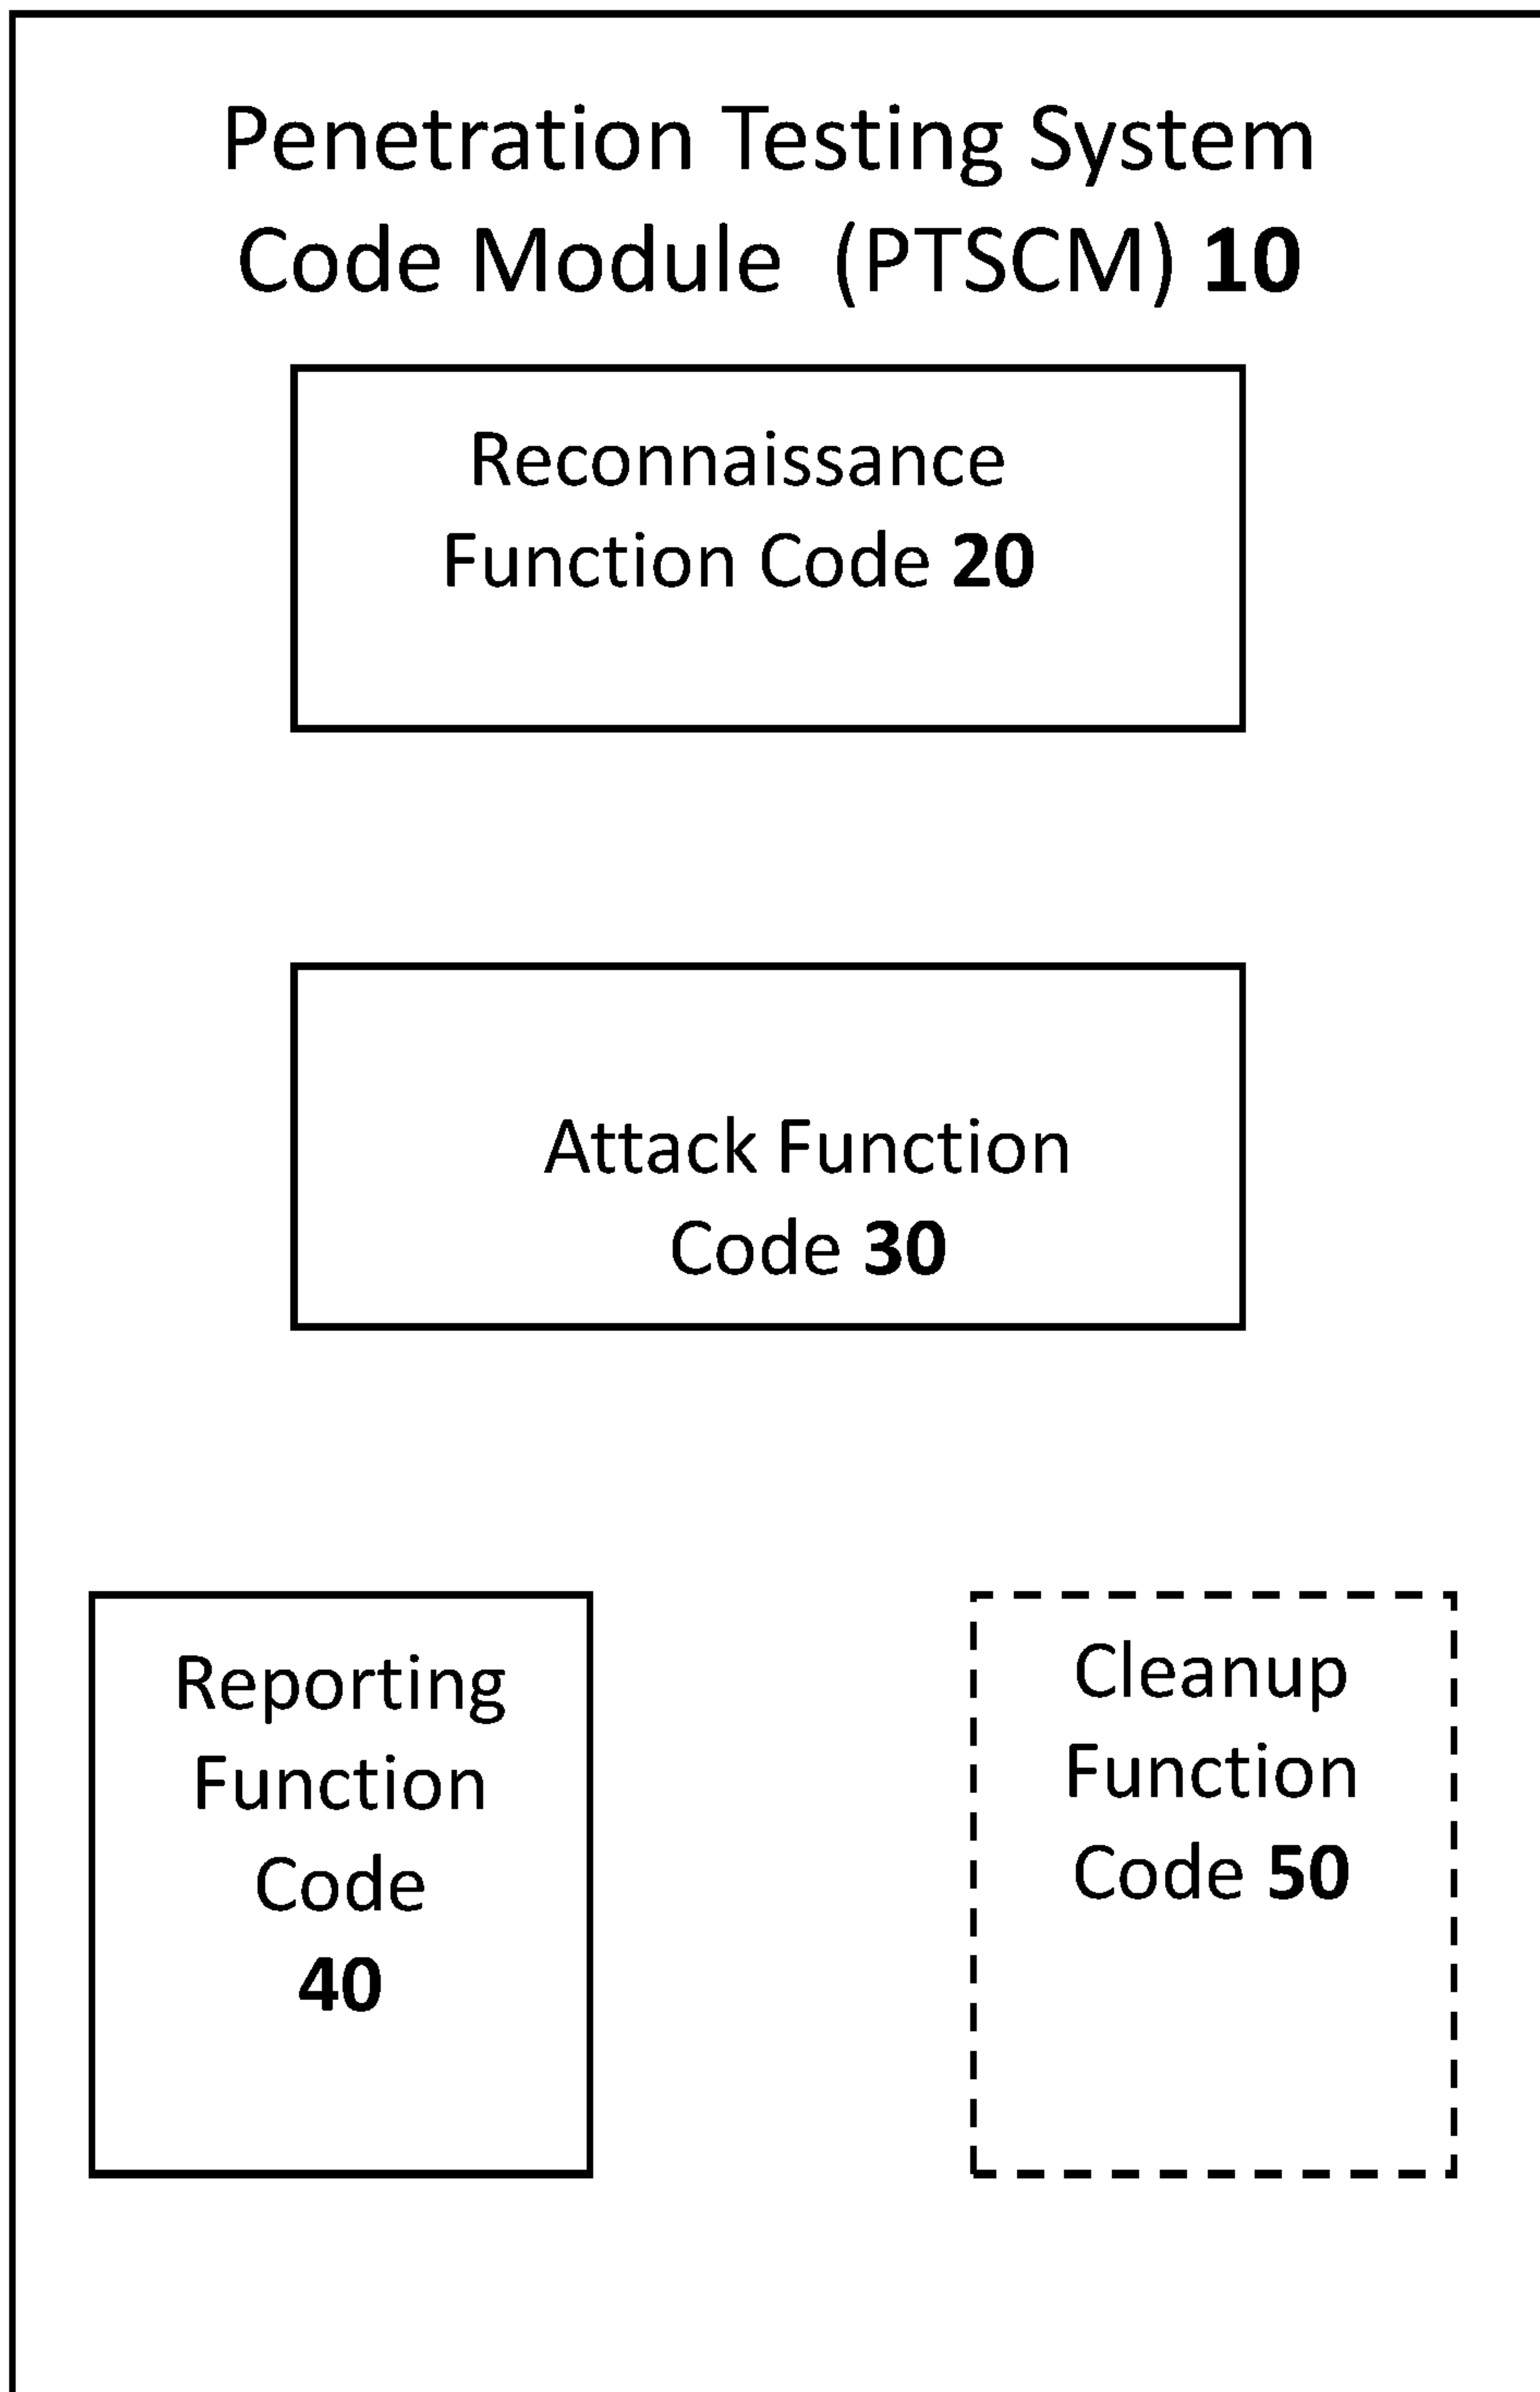 Penetration Testing System
Code Module (PTSCM) 10
Reconnaissance
Function Code 20
Attack Function
Code 30
Reporting
Function
Code
40
Cleanup
Function
Code 50